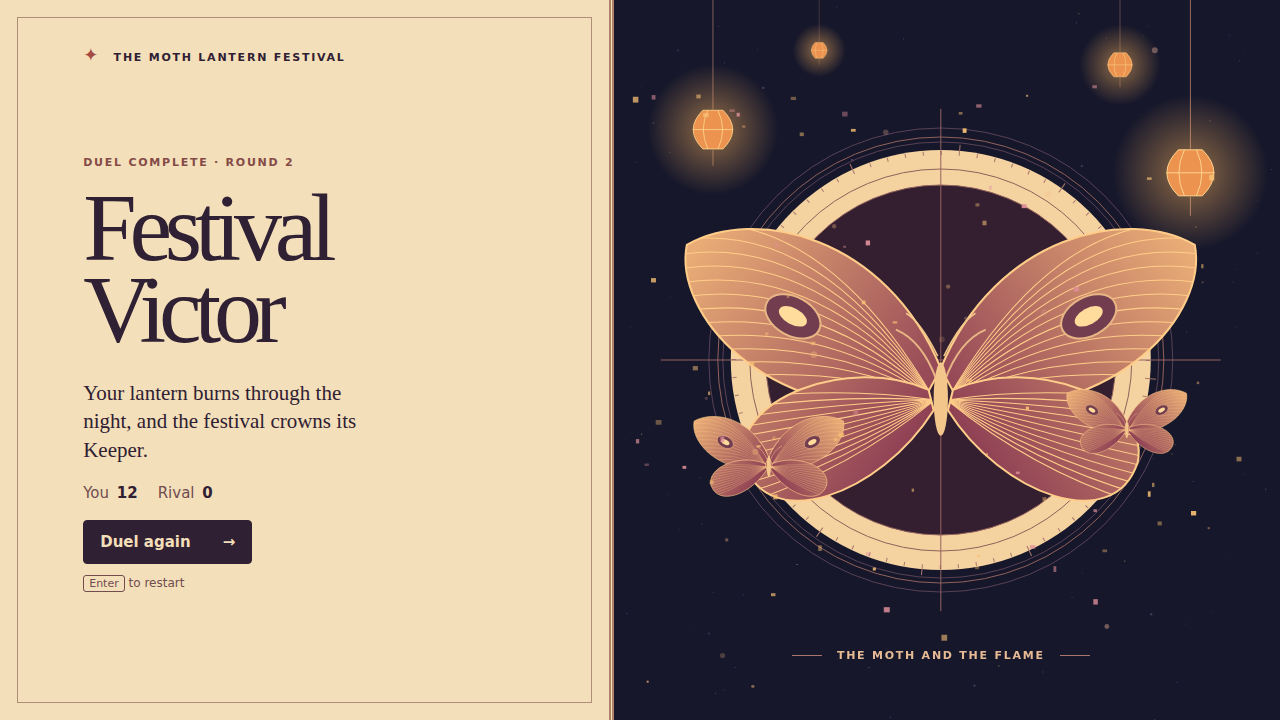 ✦ THE MOTH LANTERN FESTIVAL
DUEL COMPLETE · ROUND 2
Festival
Victor
Your lantern burns through the
night, and the festival crowns its
Keeper.
You 12 Rival 0
Duel again →
Enter to restart
THE MOTH AND THE FLAME